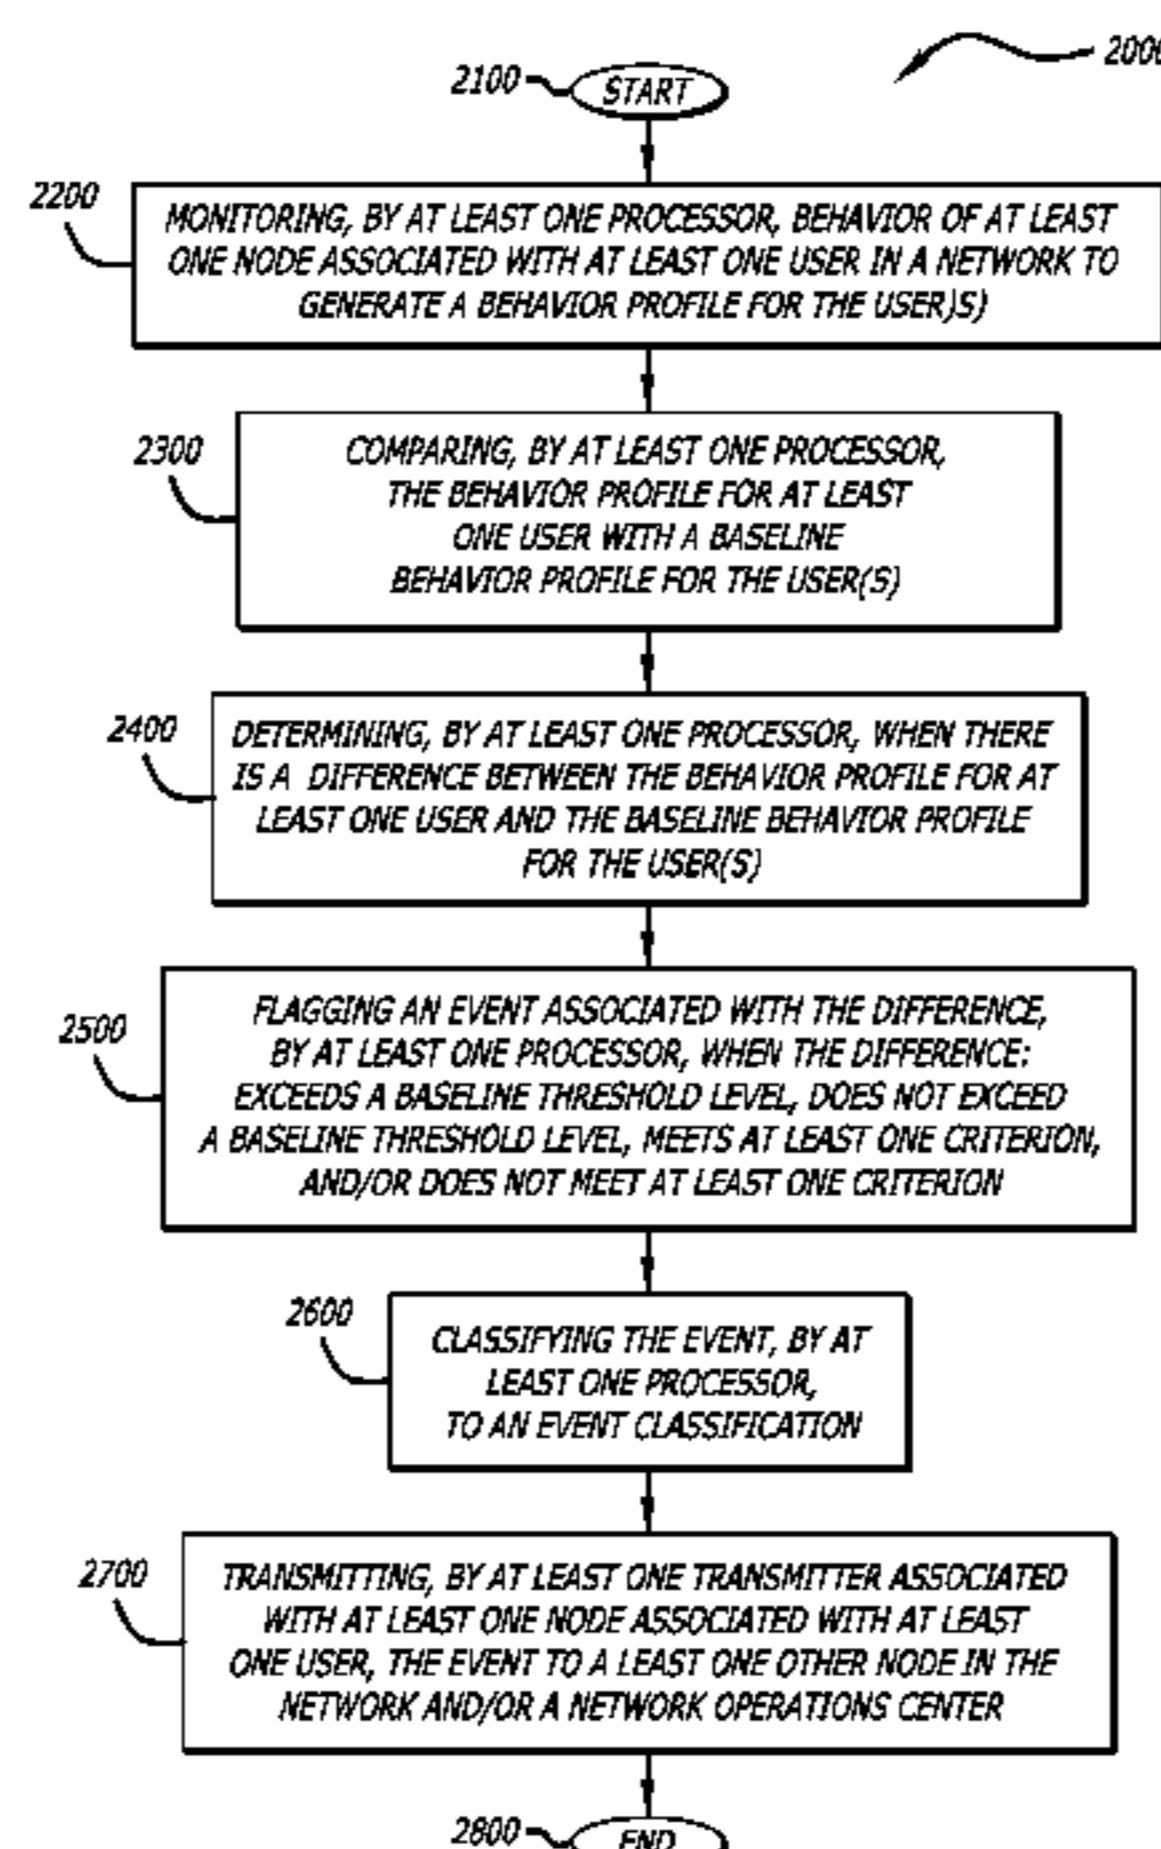 2000
2100
START
2200
MONITORING, BY AT LEAST ONE PROCESSOR, BEHAVIOR OF AT LEAST
ONE NODE ASSOCIATED WITH AT LEAST ONE USER IN A NETWORK TO
GENERATE A BEHAVIOR PROFILE FOR THE USER)S)
2300
COMPARING, BY AT LEAST ONE PROCESSOR,
THE BEHAVIOR PROFILE FOR AT LEAST
ONE USER WITH A BASELINE
BEHAVIOR PROFILE FOR THE USER(S)
2400
DETERMINING, BY AT LEAST ONE PROCESSOR, WHEN THERE
IS A DIFFERENCE BETWEEN THE BEHAVIOR PROFILE FOR AT
LEAST ONE USER AND THE BASELINE BEHAVIOR PROFILE
FOR THE USER(S)
2500
FLAGGING AN EVENT ASSOCIATED WITH THE DIFFERENCE,
BY AT LEAST ONE PROCESSOR, WHEN THE DIFFERENCE:
EXCEEDS A BASELINE THRESHOLD LEVEL, DOES NOT EXCEED
A BASELINE THRESHOLD LEVEL, MEETS AT LEAST ONE CRITERION,
AND/OR DOES NOT MEET AT LEAST ONE CRITERION
2600
CLASSIFYING THE EVENT, BY AT
LEAST ONE PROCESSOR,
TO AN EVENT CLASSIFICATION
2700
TRANSMITTING, BY AT LEAST ONE TRANSMITTER ASSOCIATED
WITH AT LEAST ONE NODE ASSOCIATED WITH AT LEAST
ONE USER, THE EVENT TO A LEAST ONE OTHER NODE IN THE
NETWORK AND/OR A NETWORK OPERATIONS CENTER
2800
END